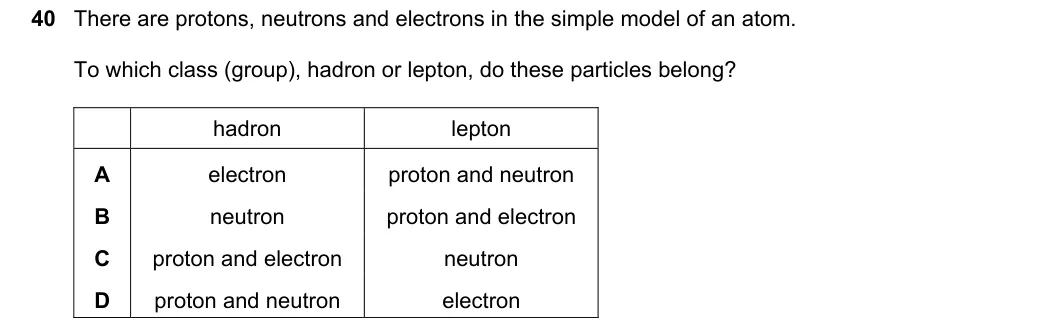 40 There are protons, neutrons and electrons in the simple model of an atom.
To which class (group), hadron or lepton, do these particles belong?
hadron lepton
A electron proton and neutron
B neutron proton and electron
C proton and electron neutron
D proton and neutron electron